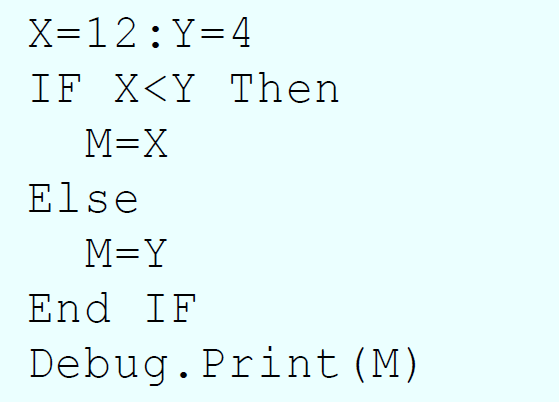 X=12:Y=4
IF X<Y Then
  M=X
Else
  M=Y
End IF
Debug.Print(M)